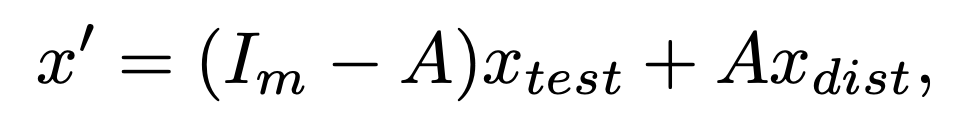 x′ = (I_m − A)x_{test} + Ax_{dist},